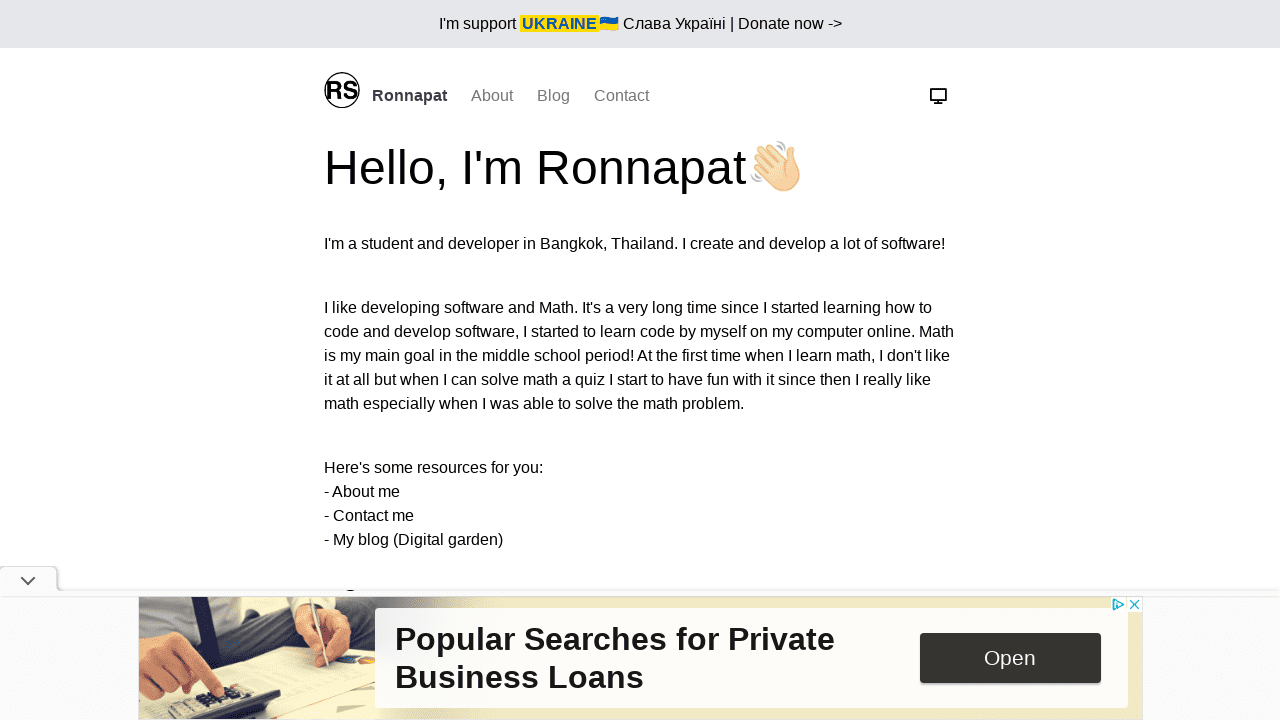 I'm support UKRAINE🇺🇦 Слава Україні | Donate now ->
RS Ronnapat About Blog Contact
Hello, I'm Ronnapat👋🏻
I'm a student and developer in Bangkok, Thailand. I create and develop a lot of software!
I like developing software and Math. It's a very long time since I started learning how to
code and develop software, I started to learn code by myself on my computer online. Math
is my main goal in the middle school period! At the first time when I learn math, I don't like
it at all but when I can solve math a quiz I start to have fun with it since then I really like
math especially when I was able to solve the math problem.
Here's some resources for you:
- About me
- Contact me
- My blog (Digital garden)
Popular Searches for Private
Business Loans
Open